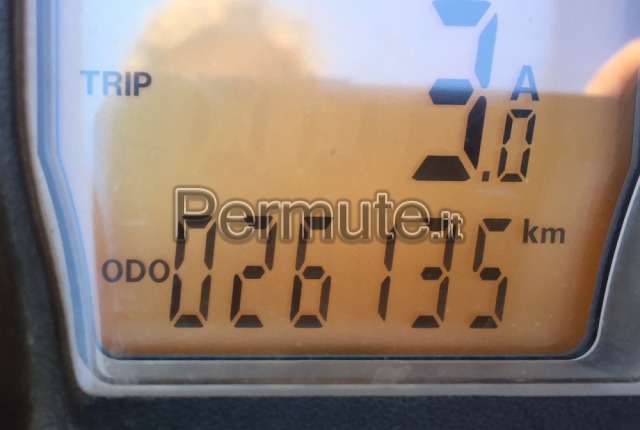 TRIP 3.0 A
Permute.it
ODO 026135 km